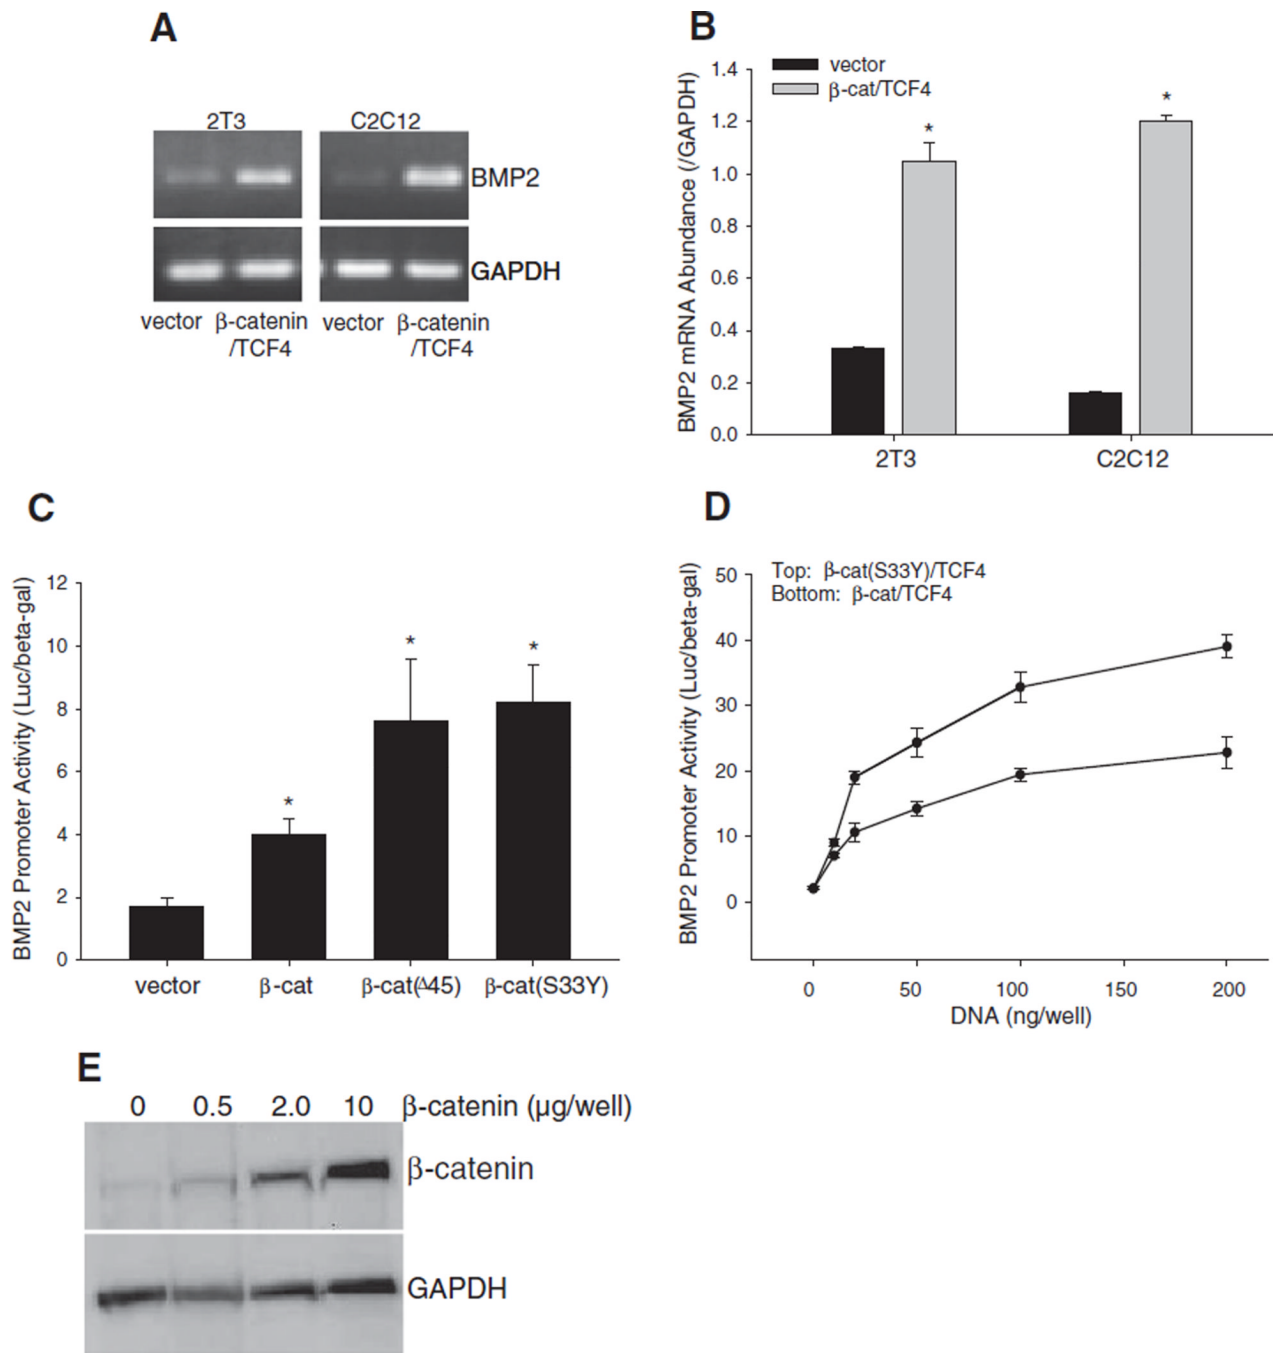 A
2T3 C2C12
BMP2
GAPDH
vector β-catenin vector β-catenin
/TCF4 /TCF4
B
vector
β-cat/TCF4
BMP2 mRNA Abundance (/GAPDH)
1.4
1.2
1.0
0.8
0.6
0.4
0.2
0.0
* *
2T3 C2C12
C
BMP2 Promoter Activity (Luc/beta-gal)
12
10
8
6
4
2
0
* * *
vector β-cat β-cat(Δ45) β-cat(S33Y)
D
Top: β-cat(S33Y)/TCF4
Bottom: β-cat/TCF4
BMP2 Promoter Activity (Luc/beta-gal)
50
40
30
20
10
0
0 50 100 150 200
DNA (ng/well)
E
0 0.5 2.0 10 β-catenin (μg/well)
β-catenin
GAPDH